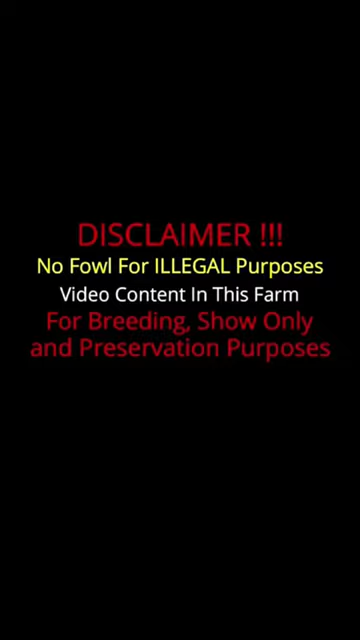 DISCLAIMER !!!
No Fowl For ILLEGAL Purposes
Video Content In This Farm
For Breeding, Show Only
and Preservation Purposes